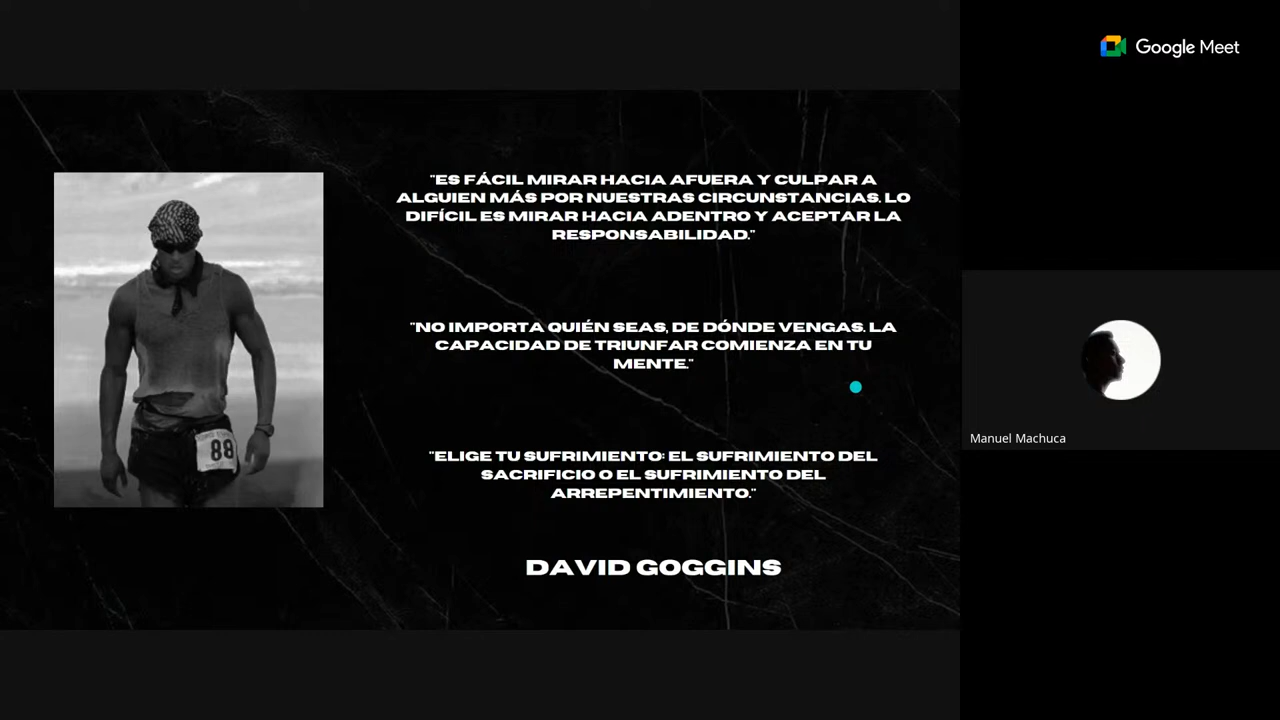 Google Meet
"ES FÁCIL MIRAR HACIA AFUERA Y CULPAR A
ALGUIEN MÁS POR NUESTRAS CIRCUNSTANCIAS. LO
DIFÍCIL ES MIRAR HACIA ADENTRO Y ACEPTAR LA
RESPONSABILIDAD."
"NO IMPORTA QUIÉN SEAS, DE DÓNDE VENGAS. LA
CAPACIDAD DE TRIUNFAR COMIENZA EN TU
MENTE."
"ELIGE TU SUFRIMIENTO: EL SUFRIMIENTO DEL
SACRIFICIO O EL SUFRIMIENTO DEL
ARREPENTIMIENTO."
DAVID GOGGINS
88
Manuel Machuca